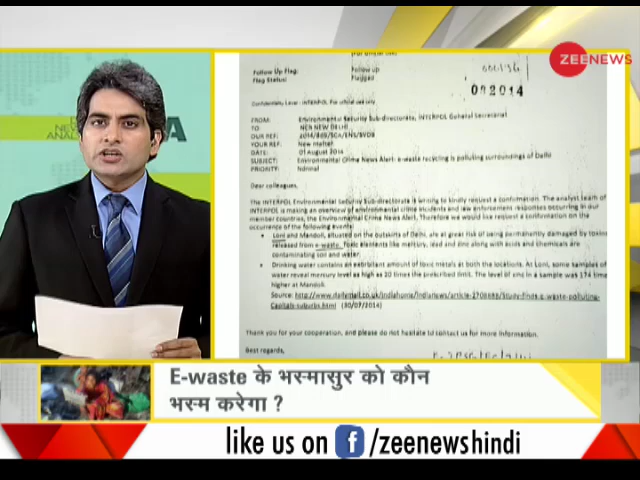 ZEENEWS
Follow Up Flag: Follow up
Flag Status: Flagged
002014
Confidentiality Level - INTERPOL For official use only
FROM: Environmental Security Sub-directorate, INTERPOL General Secretariat
TO NCB NEW DELHI
OUR REF:
YOUR REF: New
DATE: 01 August 2014
SUBJECT: Environmental Crime News Alert: e-waste recycling is polluting surroundings of Delhi
PRIORITY: Normal
Dear colleagues,
The INTERPOL Environmental Security Sub-directorate is writing to kindly request a confirmation. The analyst team of
INTERPOL is making an overview of environmental crime incidents and law enforcement responses occurring in our
member countries, the Environmental Crime News Alert. Therefore we would like request a confirmation on the
occurrence of the following events:
Loni and Mandoli, situated on the outskirts of Delhi, are at great risk of being permanently damaged by toxins
released from e-waste. Toxic elements like mercury, lead and zinc along with acids and chemicals are
contaminating soil and water.
Drinking water contains an exorbitant amount of toxic metals at both the locations. At Loni, some samples of
water reveal mercury level as high as 20 times the prescribed limit. The level of zinc in a sample was 174 times
higher at Mandoli.
Source: (30/07/2014)
Thank you for your cooperation, and please do not hesitate to contact us for more information.
Best regards,
E-waste के भस्मासुर को कौन
भस्म करेगा ?
like us on f /zeenewshindi